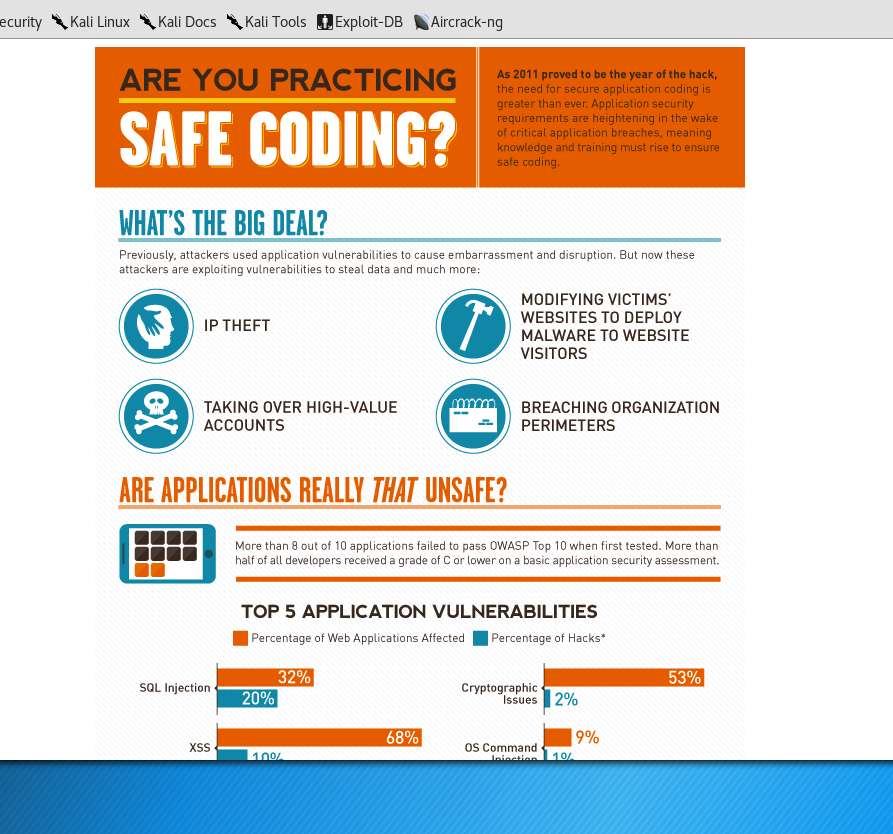 ecurity Kali Linux Kali Docs Kali Tools Exploit-DB Aircrack-ng
ARE YOU PRACTICING
SAFE CODING?
As 2011 proved to be the year of the hack,
the need for secure application coding is
greater than ever. Application security
requirements are heightening in the wake
of critical application breaches, meaning
knowledge and training must rise to ensure
safe coding.
WHAT'S THE BIG DEAL?
Previously, attackers used application vulnerabilities to cause embarrassment and disruption. But now these
attackers are exploiting vulnerabilities to steal data and much more:
IP THEFT
MODIFYING VICTIMS'
WEBSITES TO DEPLOY
MALWARE TO WEBSITE
VISITORS
TAKING OVER HIGH-VALUE
ACCOUNTS
BREACHING ORGANIZATION
PERIMETERS
ARE APPLICATIONS REALLY THAT UNSAFE?
More than 8 out of 10 applications failed to pass OWASP Top 10 when first tested. More than
half of all developers received a grade of C or lower on a basic application security assessment.
TOP 5 APPLICATION VULNERABILITIES
Percentage of Web Applications Affected Percentage of Hacks*
SQL Injection
32%
20%
Cryptographic
Issues
53%
2%
XSS
68%
10%
OS Command
Injection
9%
1%